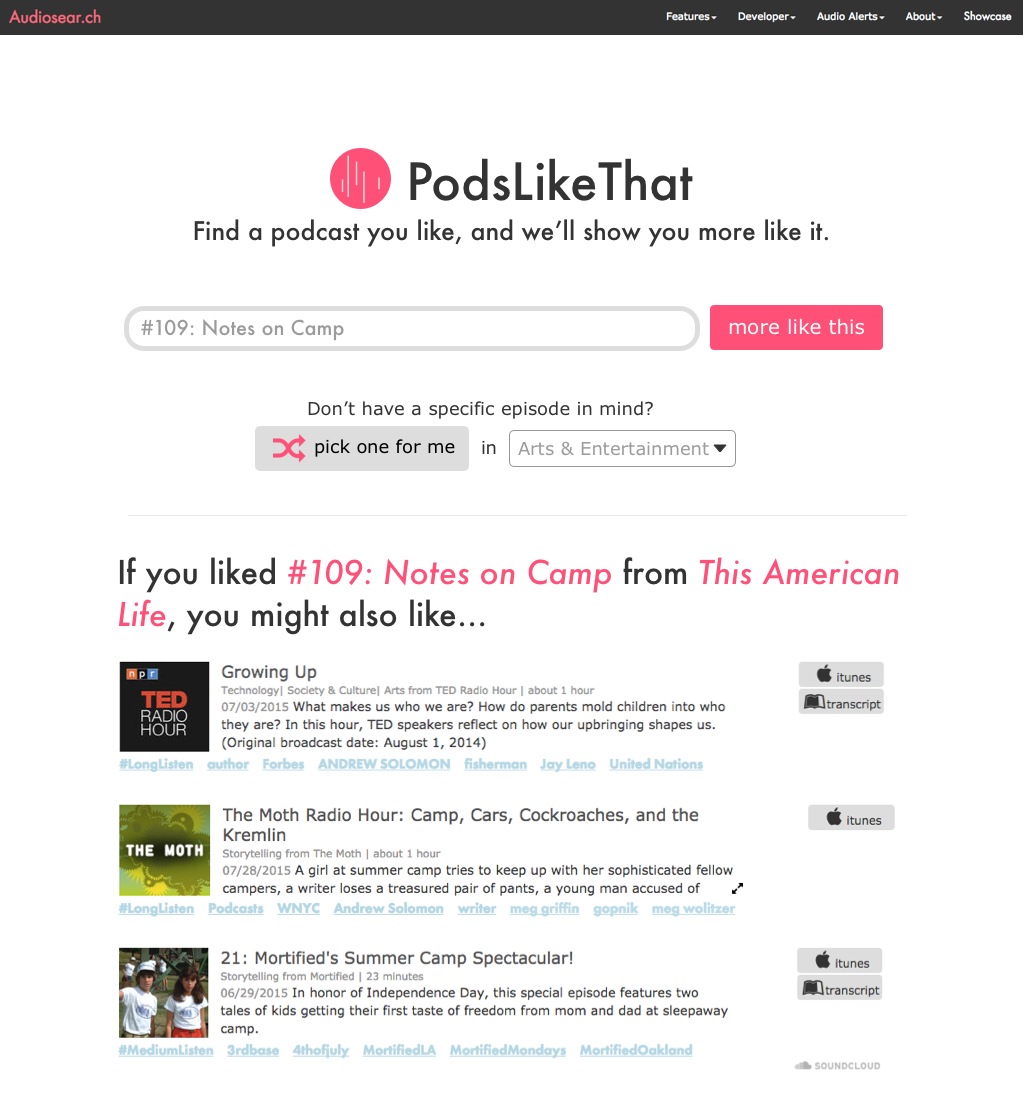 Audiosear.ch
Features Developer Audio Alerts About Showcase
PodsLikeThat
Find a podcast you like, and we’ll show you more like it.
#109: Notes on Camp
more like this
Don’t have a specific episode in mind?
pick one for me in Arts & Entertainment
If you liked #109: Notes on Camp from This American
Life, you might also like...
npr
TED
RADIO
HOUR
Growing Up
Technology| Society & Culture| Arts from TED Radio Hour | about 1 hour
07/03/2015 What makes us who we are? How do parents mold children into who
they are? In this hour, TED speakers reflect on how our upbringing shapes us.
(Original broadcast date: August 1, 2014)
itunes
transcript
#LongListen author Forbes ANDREW SOLOMON fisherman Jay Leno United Nations
THE MOTH
The Moth Radio Hour: Camp, Cars, Cockroaches, and the
Kremlin
Storytelling from The Moth | about 1 hour
07/28/2015 A girl at summer camp tries to keep up with her sophisticated fellow
campers, a writer loses a treasured pair of pants, a young man accused of
itunes
#LongListen Podcasts WNYC Andrew Solomon writer meg griffin gopnik meg wolitzer
21: Mortified's Summer Camp Spectacular!
Storytelling from Mortified | 23 minutes
06/29/2015 In honor of Independence Day, this special episode features two
tales of kids getting their first taste of freedom from mom and dad at sleepaway
camp.
itunes
transcript
#MediumListen 3rdbase 4thofjuly MortifiedLA MortifiedMondays MortifiedOakland
SOUNDCLOUD